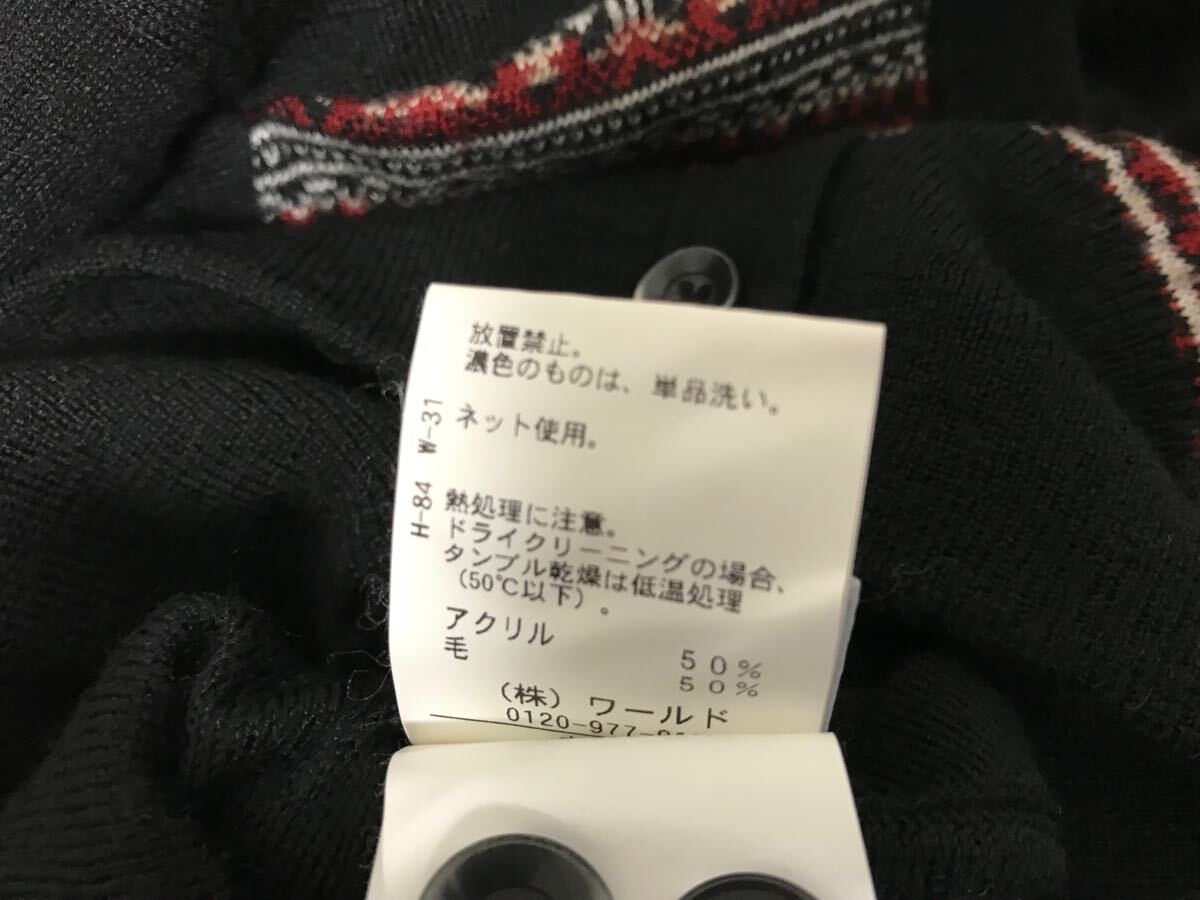 放置禁止。
濃色のものは、単品洗い。
ネット使用。
H-84 W-31
熱処理に注意。
ドライクリーニングの場合、
タンブル乾燥は低温処理
（50℃以下）。
アクリル 50%
毛 50%
（株）ワールド
0120-977-